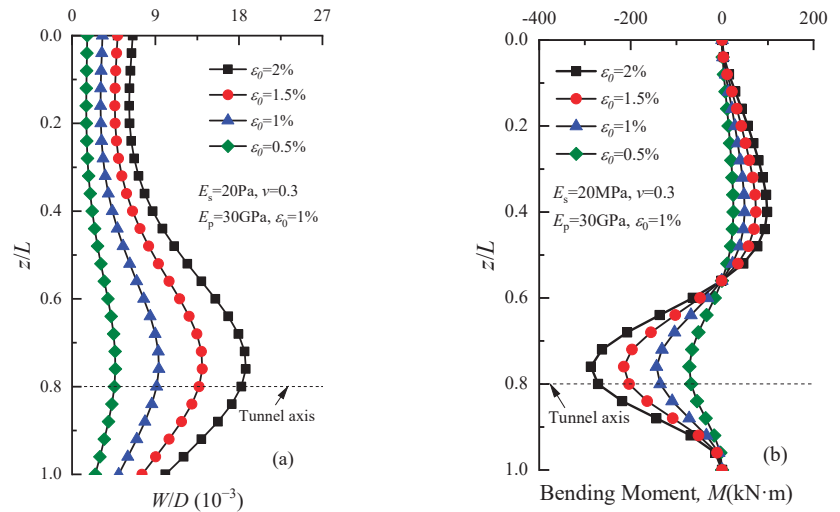 0 9 18 27
0.0
0.2
0.4
0.6
0.8
1.0
z/L
ε₀=2%
ε₀=1.5%
ε₀=1%
ε₀=0.5%
Eₛ=20Pa, ν=0.3
Eₚ=30GPa, ε₀=1%
Tunnel axis
(a)
W/D (10⁻³)
-400 -200 0 200
0.0
0.2
0.4
0.6
0.8
1.0
z/L
ε₀=2%
ε₀=1.5%
ε₀=1%
ε₀=0.5%
Eₛ=20MPa, ν=0.3
Eₚ=30GPa, ε₀=1%
Tunnel axis
(b)
Bending Moment, M(kN·m)